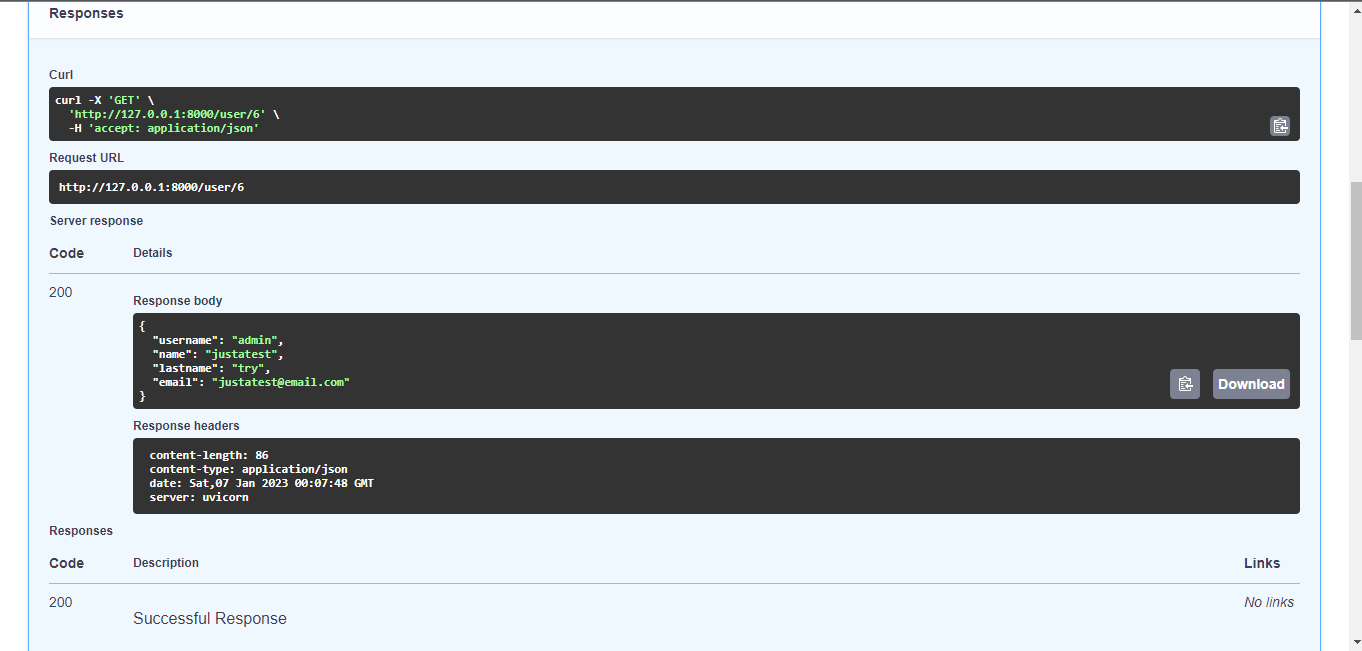 Responses
Curl
curl -X 'GET' \
'http://127.0.0.1:8000/user/6' \
-H 'accept: application/json'
Request URL
http://127.0.0.1:8000/user/6
Server response
Code Details
200
Response body
{
"username": "admin",
"name": "justatest",
"lastname": "try",
"email": "justatest@email.com"
}
Download
Response headers
content-length: 86
content-type: application/json
date: Sat,07 Jan 2023 00:07:48 GMT
server: uvicorn
Responses
Code Description Links
200 No links
Successful Response